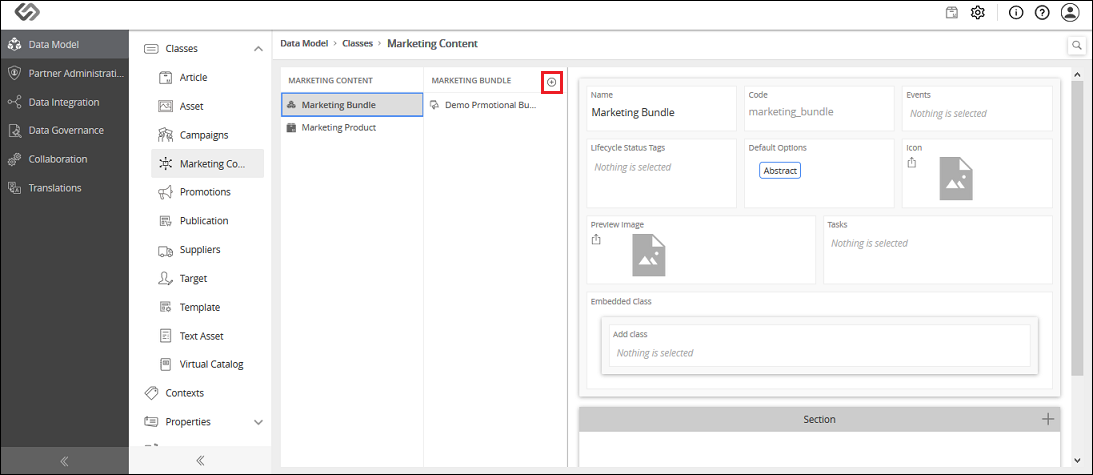 Data Model
Partner Administrati...
Data Integration
Data Governance
Collaboration
Translations
Classes
Article
Asset
Campaigns
Marketing Co...
Promotions
Publication
Suppliers
Target
Template
Text Asset
Virtual Catalog
Contexts
Properties
Data Model > Classes > Marketing Content
MARKETING CONTENT
Marketing Bundle
Marketing Product
MARKETING BUNDLE
Demo Prmotional Bu...
Name
Marketing Bundle
Code
marketing_bundle
Events
Nothing is selected
Lifecycle Status Tags
Nothing is selected
Default Options
Abstract
Icon
Preview Image
Tasks
Nothing is selected
Embedded Class
Add class
Nothing is selected
Section